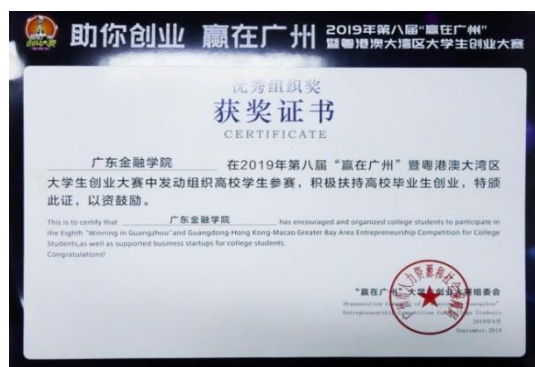 助你创业 赢在广州 2019年第八届“赢在广州”
暨粤港澳大湾区大学生创业大赛
创业大赛
优秀组织奖
获奖证书
CERTIFICATE
广东金融学院 在2019年第八届“赢在广州”暨粤港澳大湾区
大学生创业大赛中发动组织高校学生参赛，积极扶持高校毕业生创业，特颁
此证，以资鼓励。
This is to certify that 广东金融学院 has encouraged and organized college students to participate in
the Eighth "Winning in Guangzhou"and Guangdong-Hong Kong-Macao Greater Bay Area Entrepreneurship Competition for College
Students,as well as supported business startups for college students.
Congratulations!
“赢在广州”大学生创业大赛组委会
Organization Guangzhou"
Entrepreneurship Competition Students
2019年9月
September,2019